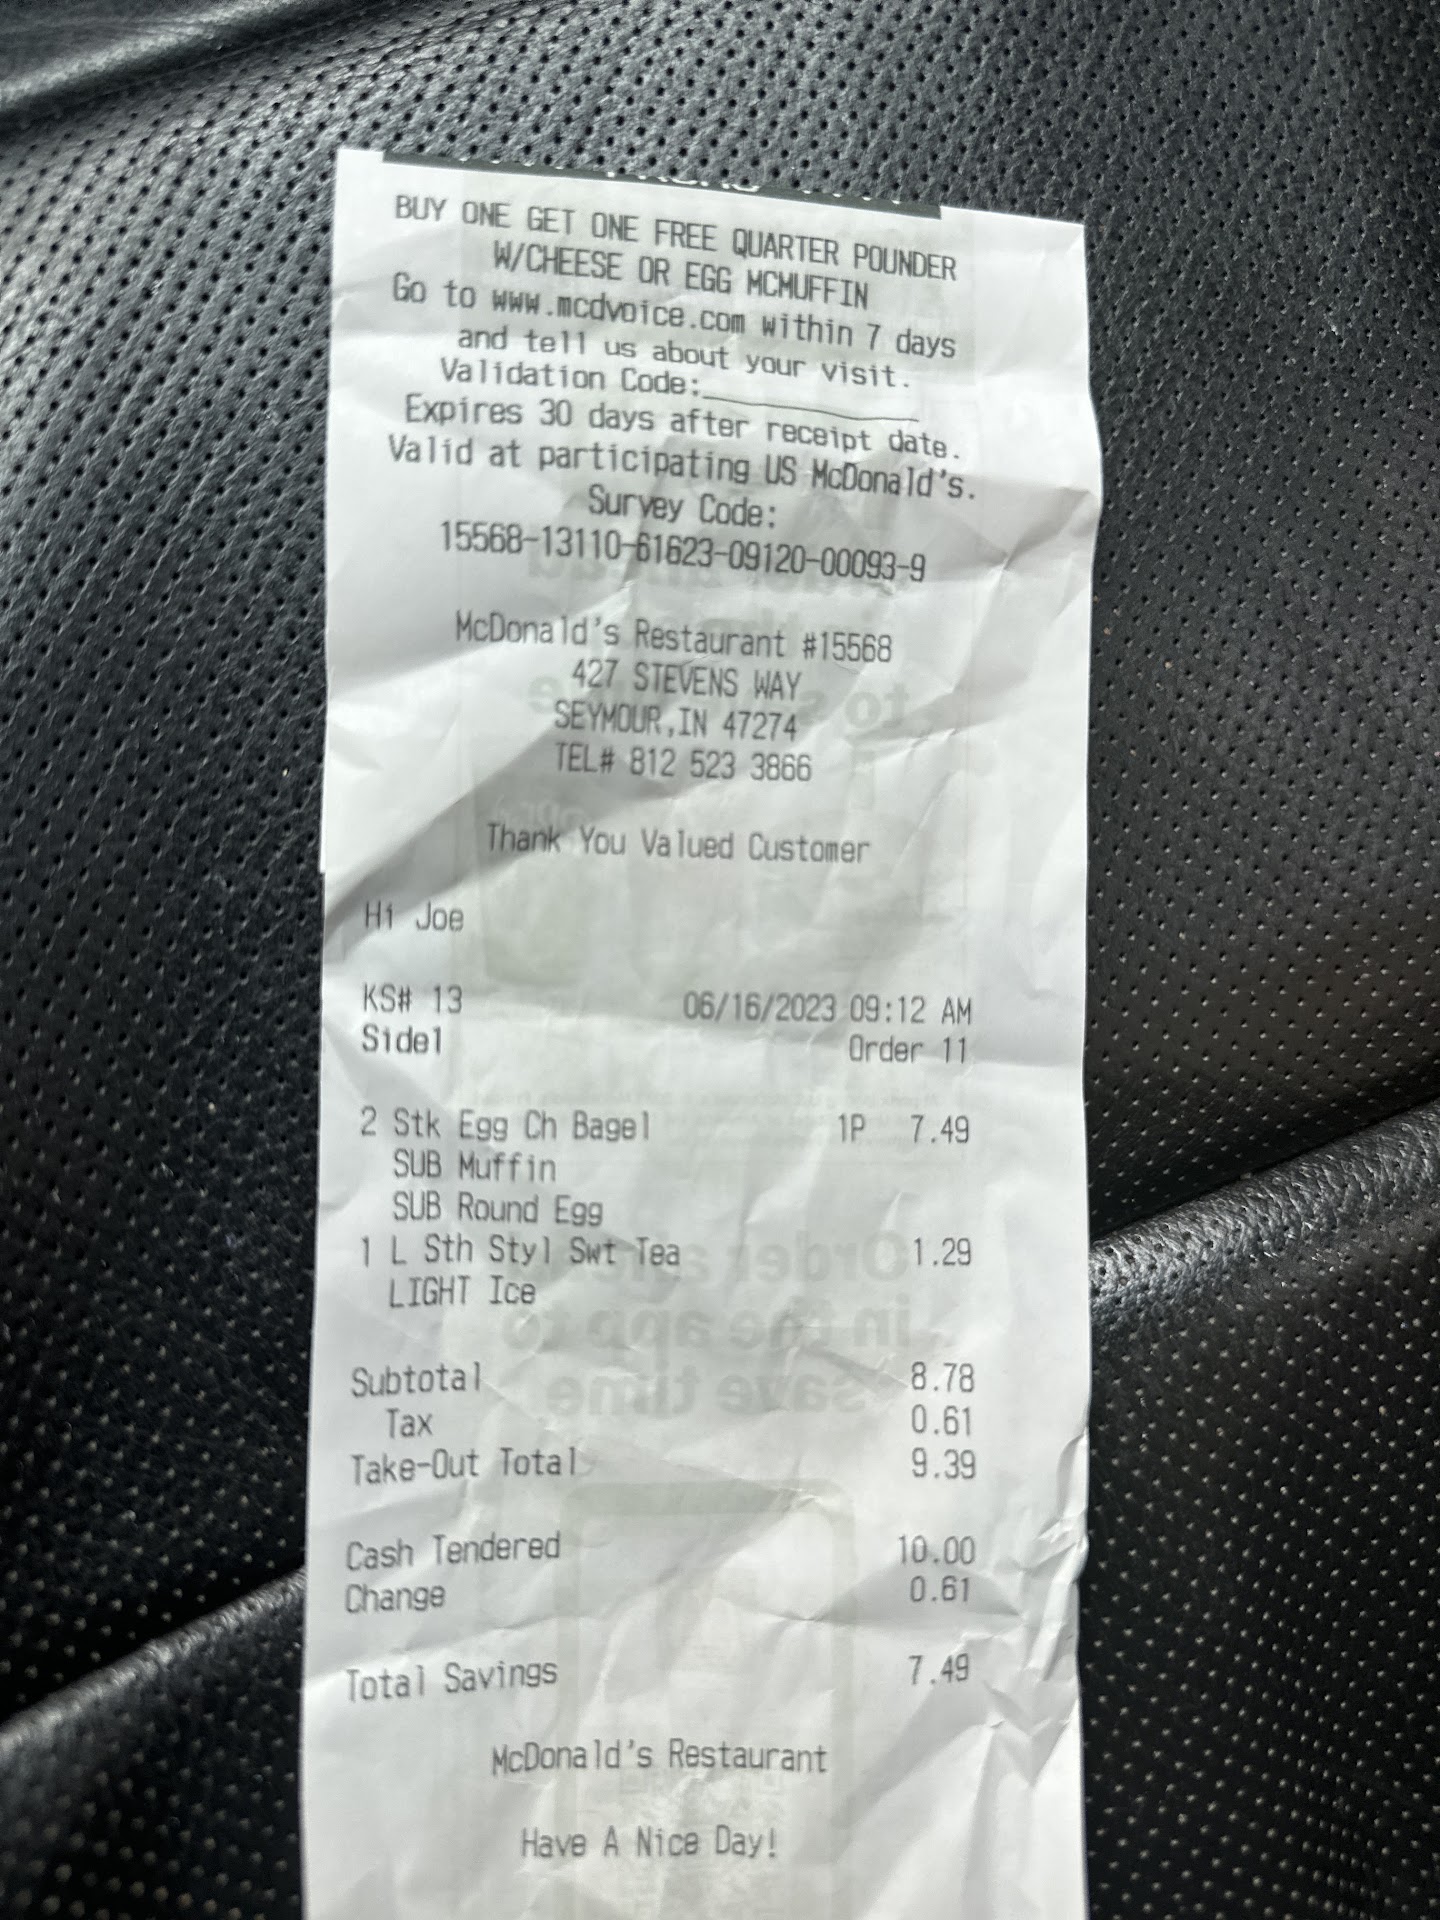 BUY ONE GET ONE FREE QUARTER POUNDER
W/CHEESE OR EGG MCMUFFIN
Go to www.mcdvoice.com within 7 days
and tell us about your visit.
Validation Code:
Expires 30 days after receipt date.
Valid at participating US McDonald's.
Survey Code:
15568-13110-61623-09120-00093-9
McDonald's Restaurant #15568
427 STEVENS WAY
SEYMOUR,IN 47274
TEL# 812 523 3866
Thank You Valued Customer
Hi Joe
KS# 13 06/16/2023 09:12 AM
Side1 Order 11
2 Stk Egg Ch Bagel 1P 7.49
SUB Muffin
SUB Round Egg
1 L Sth Styl Swt Tea 1.29
LIGHT Ice
Subtotal 8.78
Tax 0.61
Take-Out Total 9.39
Cash Tendered 10.00
Change 0.61
Total Savings 7.49
McDonald's Restaurant
Have A Nice Day!